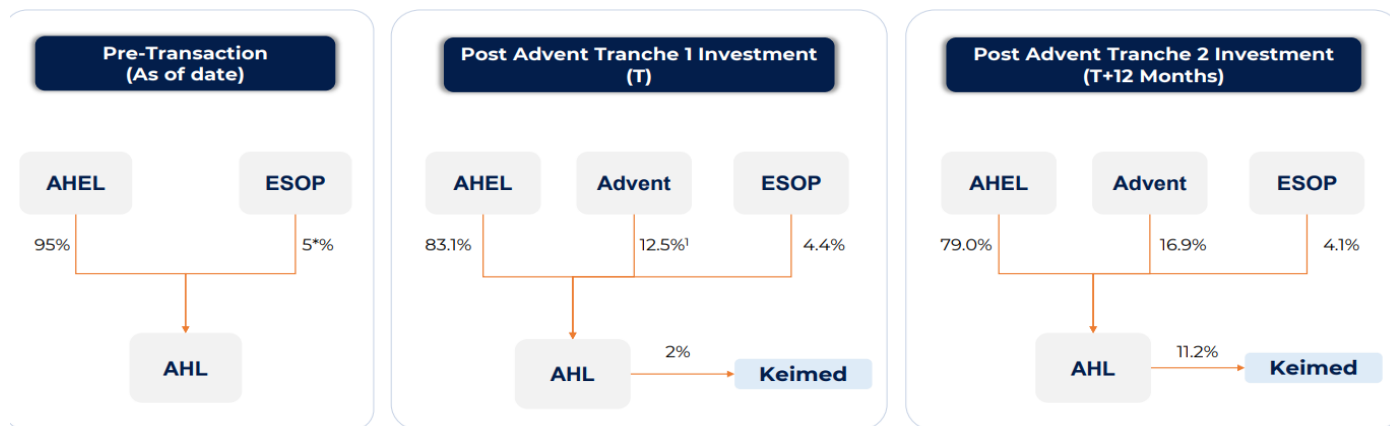 Pre-Transaction
(As of date)
AHEL
ESOP
95%
5*%
AHL
Post Advent Tranche 1 Investment
(T)
AHEL
Advent
ESOP
83.1%
12.5%¹
4.4%
AHL
2%
Keimed
Post Advent Tranche 2 Investment
(T+12 Months)
AHEL
Advent
ESOP
79.0%
16.9%
4.1%
AHL
11.2%
Keimed